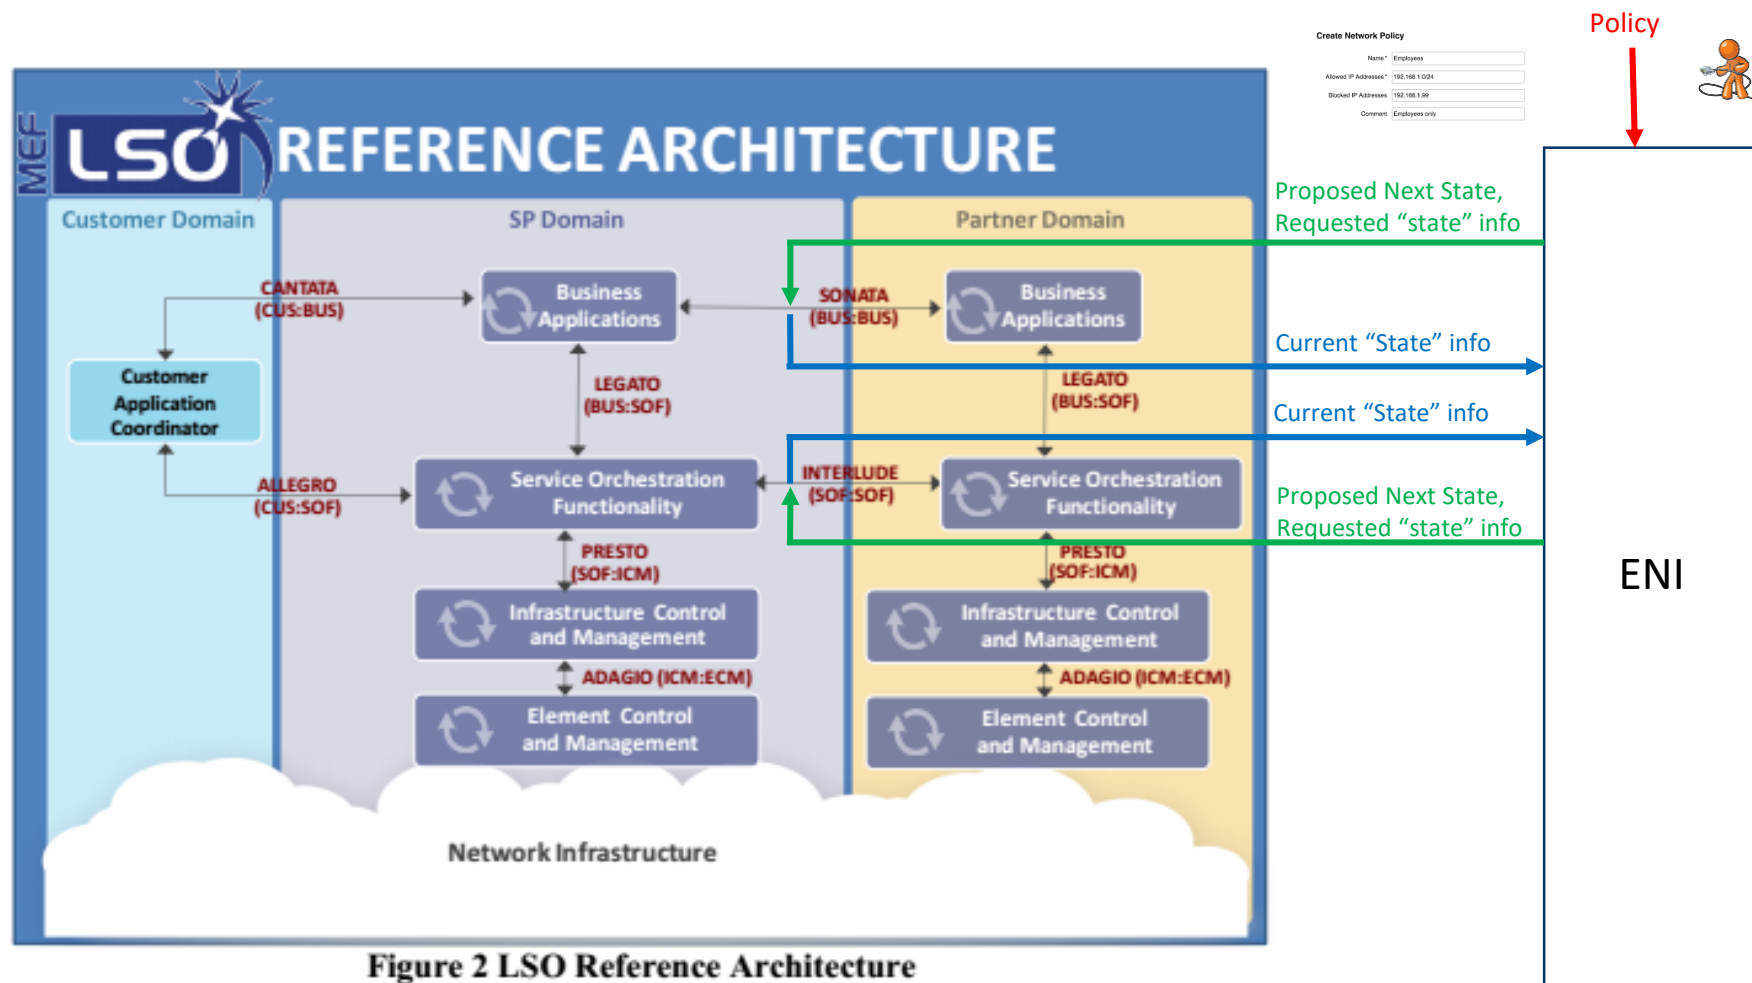 Policy
Create Network Policy
Name* Employees
Allowed IP Addresses* 192.168.1.0/24
Blocked IP Addresses 192.168.1.99
Comment Employees only
MEF
LSO REFERENCE ARCHITECTURE
Customer Domain
SP Domain
Partner Domain
Proposed Next State,
Requested “state” info
CANTATA
(CUS:BUS)
Business
Applications
SONATA
(BUS:BUS)
Business
Applications
Current “State” info
Customer
Application
Coordinator
LEGATO
(BUS:SOF)
LEGATO
(BUS:SOF)
Current “State” info
ALLEGRO
(CUS:SOF)
Service Orchestration
Functionality
INTERLUDE
(SOF:SOF)
Service Orchestration
Functionality
Proposed Next State,
Requested “state” info
PRESTO
(SOF:ICM)
PRESTO
(SOF:ICM)
ENI
Infrastructure Control
and Management
Infrastructure Control
and Management
ADAGIO (ICM:ECM)
ADAGIO (ICM:ECM)
Element Control
and Management
Element Control
and Management
Network Infrastructure
Figure 2 LSO Reference Architecture